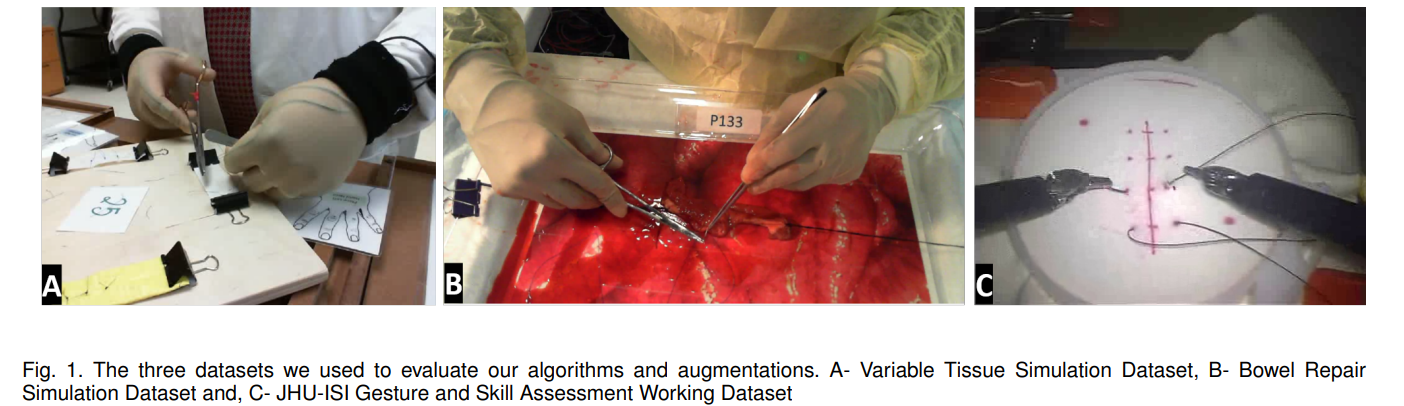 25
P133
A
B
C
Fig. 1. The three datasets we used to evaluate our algorithms and augmentations. A- Variable Tissue Simulation Dataset, B- Bowel Repair
Simulation Dataset and, C- JHU-ISI Gesture and Skill Assessment Working Dataset